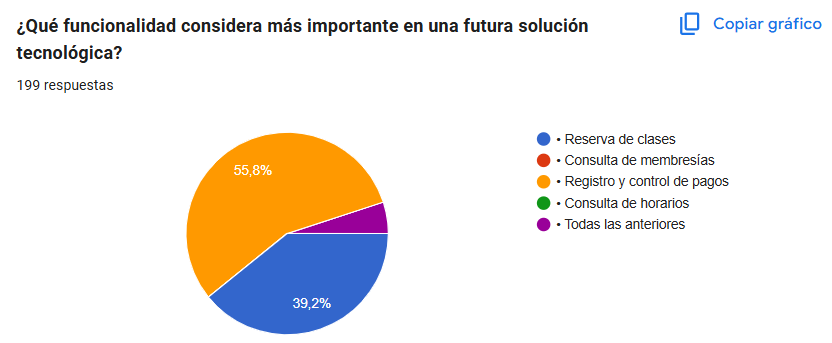 ¿Qué funcionalidad considera más importante en una futura solución
tecnológica?
Copiar gráfico
199 respuestas
55,8%
39,2%
• Reserva de clases
• Consulta de membresías
• Registro y control de pagos
• Consulta de horarios
• Todas las anteriores